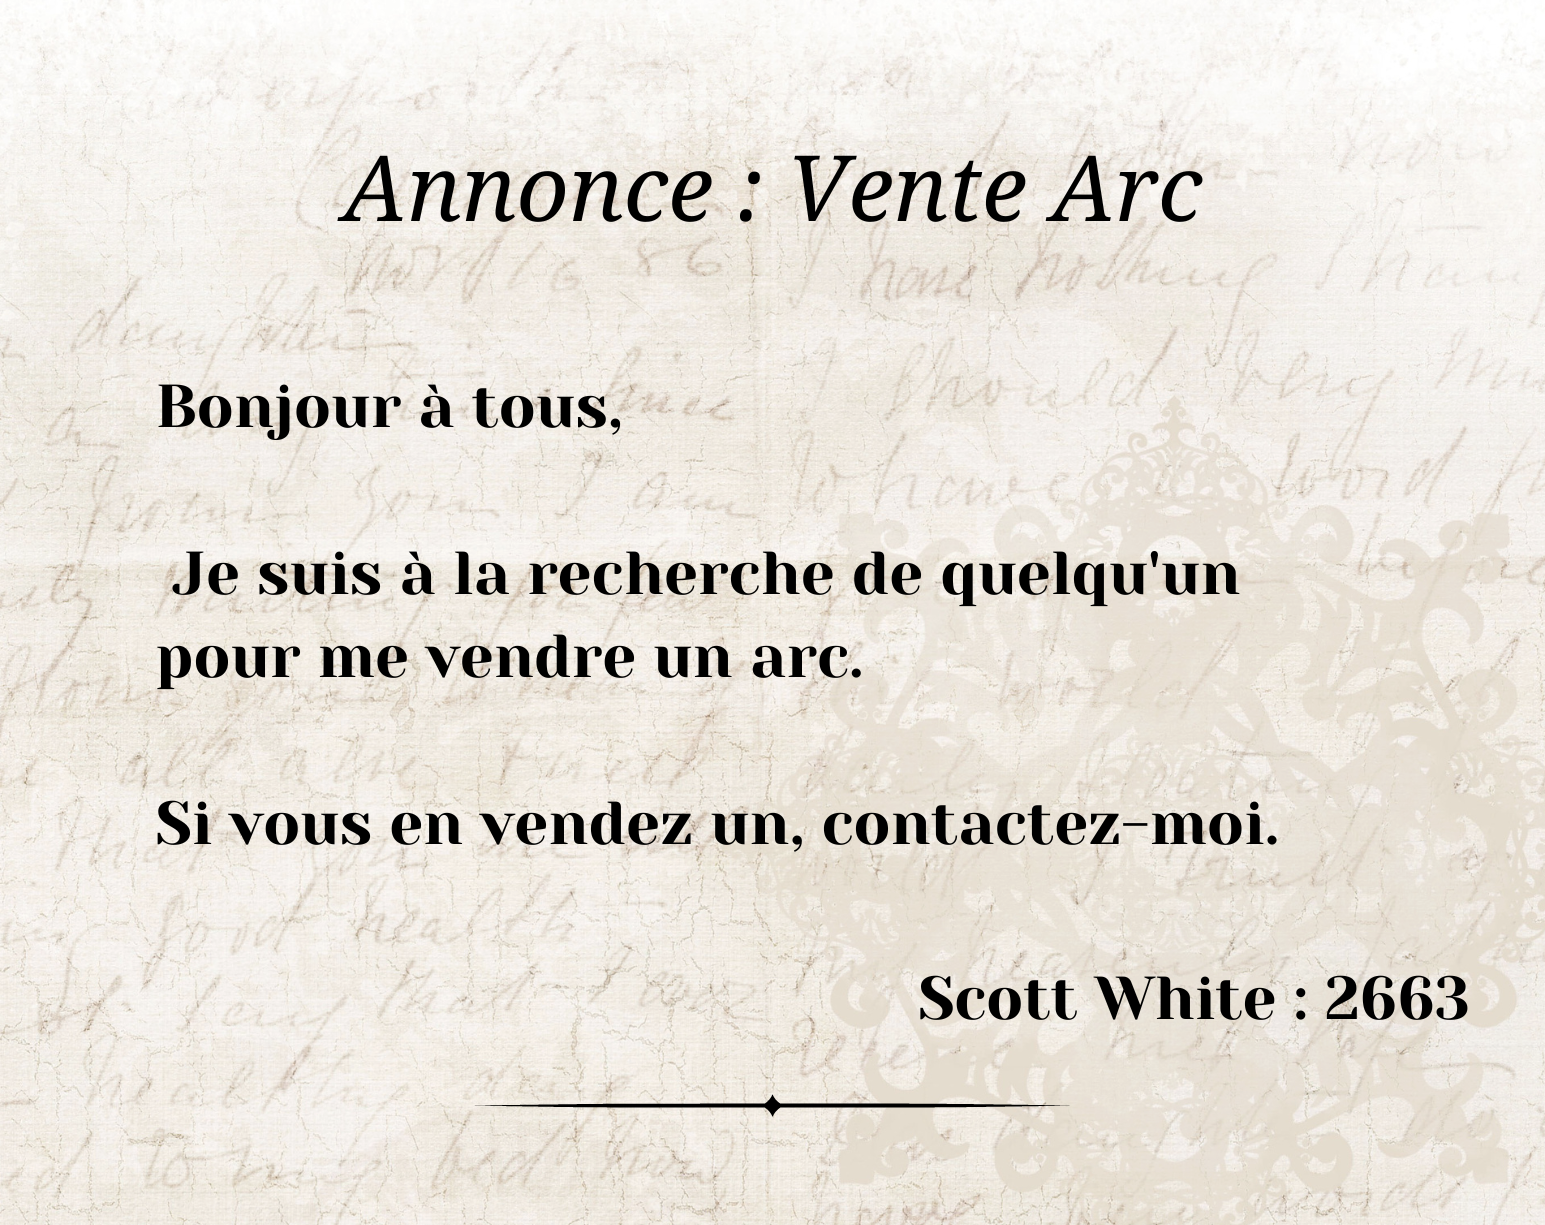 Annonce : Vente Arc
Bonjour à tous,
Je suis à la recherche de quelqu'un
pour me vendre un arc.
Si vous en vendez un, contactez-moi.
Scott White : 2663